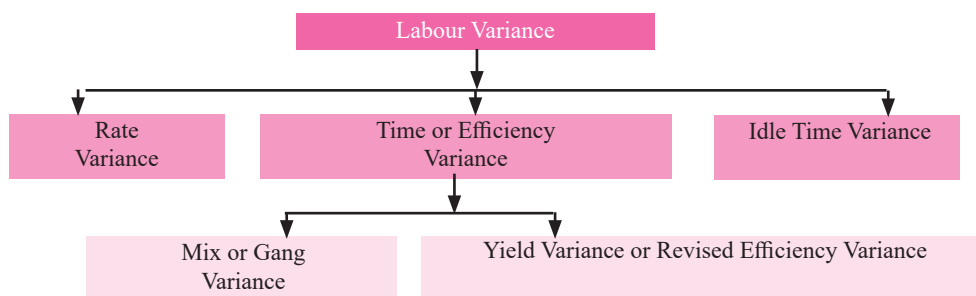 Labour Variance
Rate
Variance
Time or Efficiency
Variance
Idle Time Variance
Mix or Gang
Variance
Yield Variance or Revised Efficiency Variance